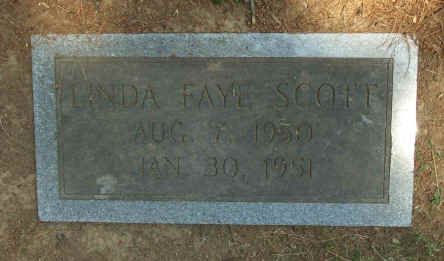 LINDA FAYE SCOTT
AUG. 7, 1950
JAN. 30, 1951